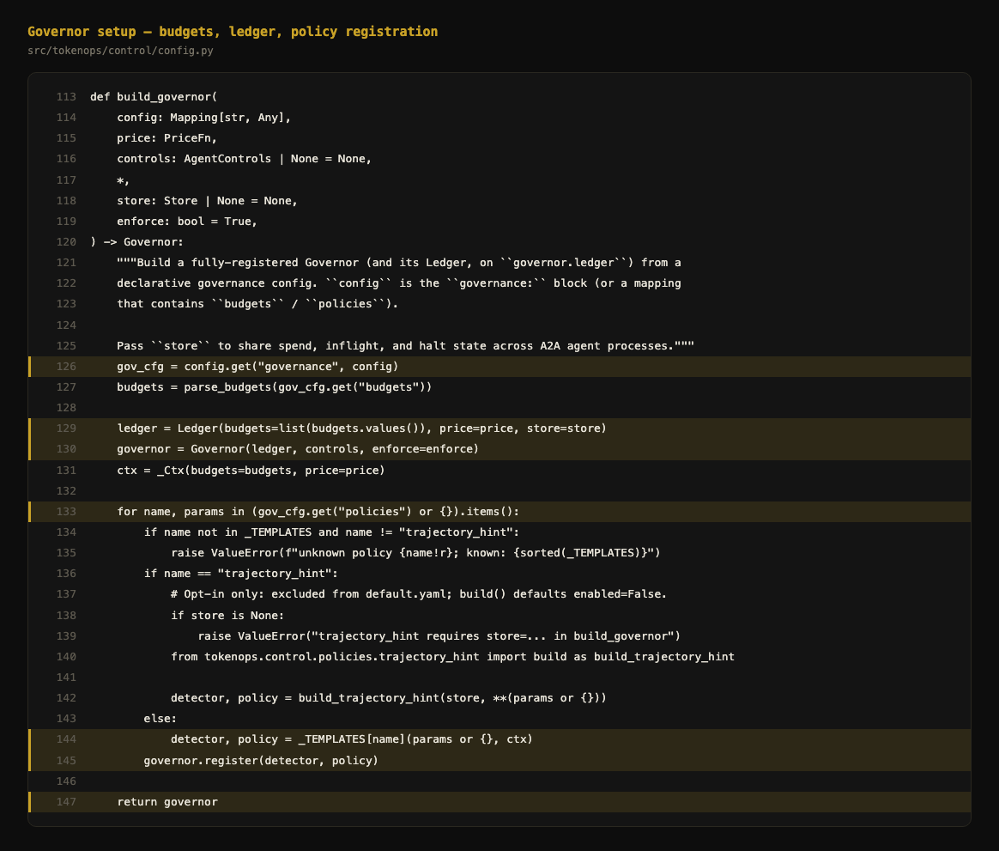 Governor setup — budgets, ledger, policy registration
src/tokenops/control/config.py
113 def build_governor(
114     config: Mapping[str, Any],
115     price: PriceFn,
116     controls: AgentControls | None = None,
117     *,
118     store: Store | None = None,
119     enforce: bool = True,
120 ) -> Governor:
121     """Build a fully-registered Governor (and its Ledger, on ``governor.ledger``) from a
122     declarative governance config. ``config`` is the ``governance:`` block (or a mapping
123     that contains ``budgets`` / ``policies``).
124
125     Pass ``store`` to share spend, inflight, and halt state across A2A agent processes."""
126     gov_cfg = config.get("governance", config)
127     budgets = parse_budgets(gov_cfg.get("budgets"))
128
129     ledger = Ledger(budgets=list(budgets.values()), price=price, store=store)
130     governor = Governor(ledger, controls, enforce=enforce)
131     ctx = _Ctx(budgets=budgets, price=price)
132
133     for name, params in (gov_cfg.get("policies") or {}).items():
134         if name not in _TEMPLATES and name != "trajectory_hint":
135             raise ValueError(f"unknown policy {name!r}; known: {sorted(_TEMPLATES)}")
136         if name == "trajectory_hint":
137             # Opt-in only: excluded from default.yaml; build() defaults enabled=False.
138             if store is None:
139                 raise ValueError("trajectory_hint requires store=... in build_governor")
140             from tokenops.control.policies.trajectory_hint import build as build_trajectory_hint
141
142             detector, policy = build_trajectory_hint(store, **(params or {}))
143         else:
144             detector, policy = _TEMPLATES[name](params or {}, ctx)
145         governor.register(detector, policy)
146
147     return governor